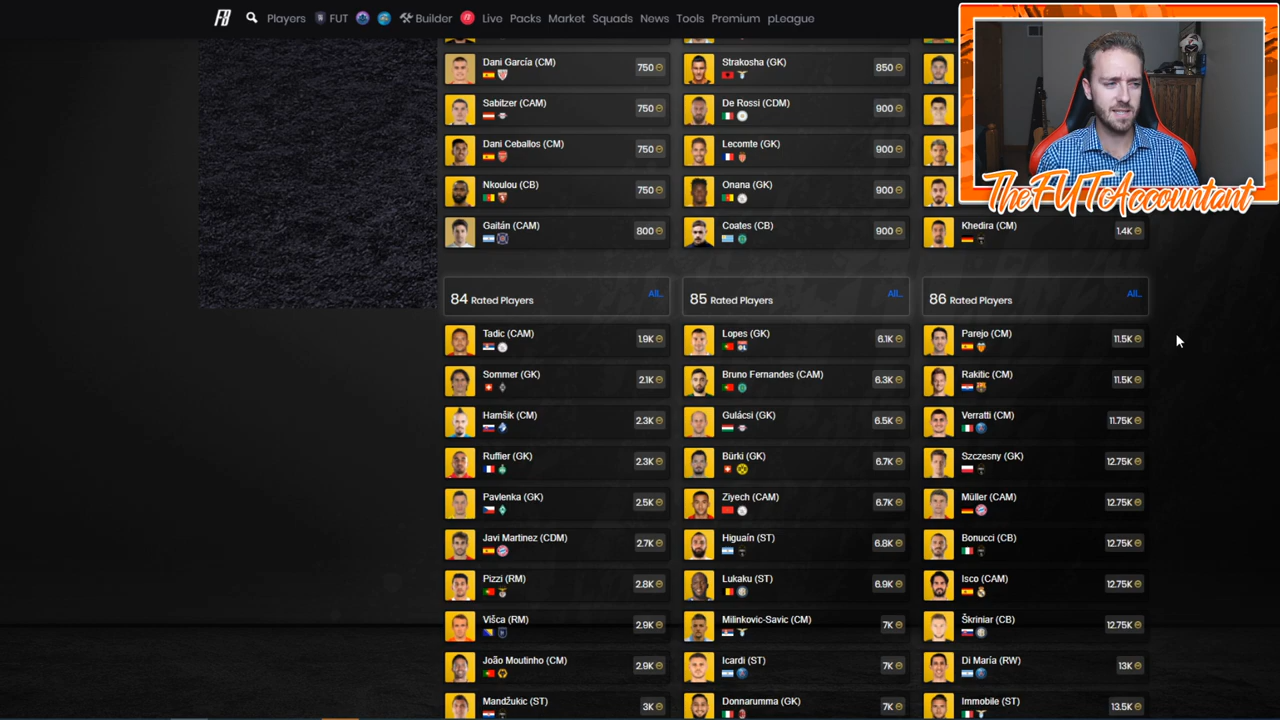 FB Players FUT Builder Live Packs Market Squads News Tools Premium pLeague
TheFUTAccountant
Dani García (CM) 750
Sabitzer (CAM) 750
Dani Ceballos (CM) 750
Nkoulou (CB) 750
Gaitán (CAM) 800
Strakosha (GK) 850
De Rossi (CDM) 900
Lecomte (GK) 900
Onana (GK) 900
Coates (CB) 900
Khedira (CM) 1.4K
84 Rated Players All..
Tadic (CAM) 1.9K
Sommer (GK) 2.1K
Hamšík (CM) 2.3K
Ruffier (GK) 2.3K
Pavlenka (GK) 2.5K
Javi Martínez (CDM) 2.7K
Pizzi (RM) 2.8K
Višća (RM) 2.9K
João Moutinho (CM) 2.9K
Mandžukić (ST) 3K
85 Rated Players All..
Lopes (GK) 6.1K
Bruno Fernandes (CAM) 6.3K
Gulácsi (GK) 6.5K
Bürki (GK) 6.7K
Ziyech (CAM) 6.7K
Higuaín (ST) 6.8K
Lukaku (ST) 6.9K
Milinkovic-Savic (CM) 7K
Icardi (ST) 7K
Donnarumma (GK) 7K
86 Rated Players All..
Parejo (CM) 11.5K
Rakitic (CM) 11.5K
Verratti (CM) 11.75K
Szczesny (GK) 12.75K
Müller (CAM) 12.75K
Bonucci (CB) 12.75K
Isco (CAM) 12.75K
Škriniar (CB) 12.75K
Di María (RW) 13K
Immobile (ST) 13.5K